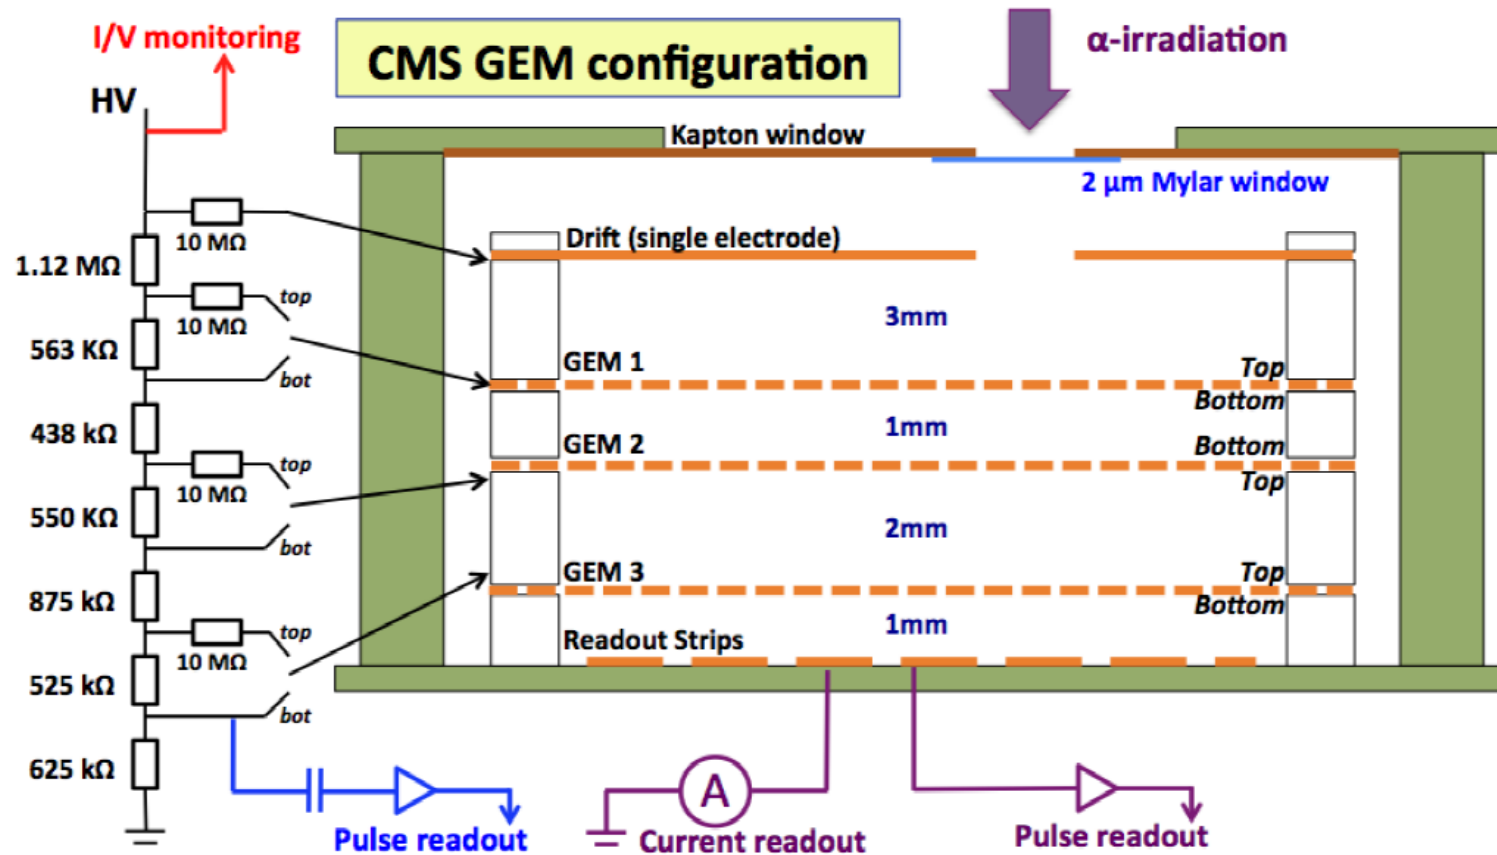 I/V monitoring
CMS GEM configuration
α-irradiation
HV
Kapton window
2 µm Mylar window
10 MΩ
Drift (single electrode)
1.12 MΩ
top
10 MΩ
3mm
563 KΩ
GEM 1
Top
bot
Bottom
438 kΩ
1mm
GEM 2
Bottom
top
10 MΩ
Top
550 KΩ
2mm
bot
GEM 3
Top
875 kΩ
Bottom
top
1mm
Readout Strips
10 MΩ
525 kΩ
bot
625 kΩ
A
Pulse readout
Current readout
Pulse readout